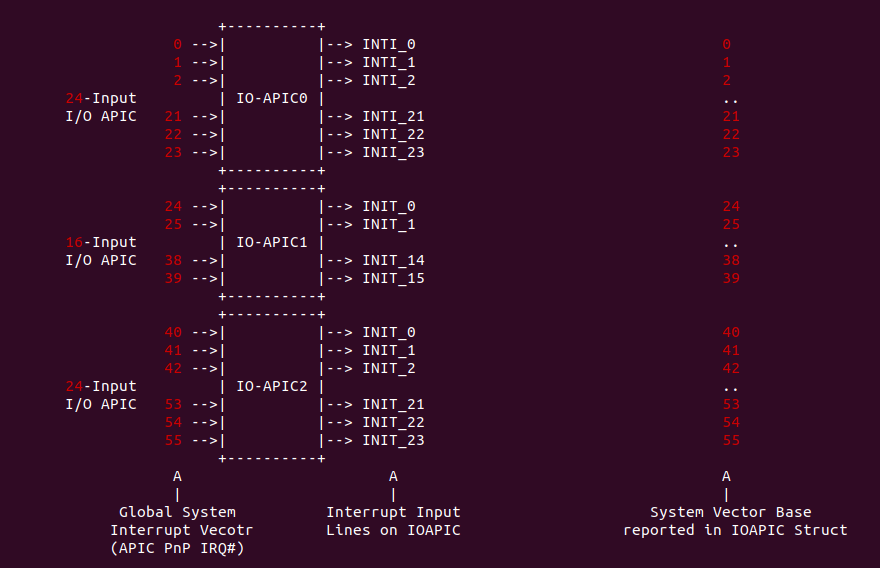 +----------+
         0 -->|          |--> INTI_0                                  0
         1 -->|          |--> INTI_1                                  1
         2 -->|          |--> INTI_2                                  2
24-Input      | IO-APIC0 |                                            ..
I/O APIC  21 -->|          |--> INTI_21                                 21
        22 -->|          |--> INTI_22                                 22
        23 -->|          |--> INII_23                                 23
              +----------+
              +----------+
        24 -->|          |--> INIT_0                                  24
        25 -->|          |--> INIT_1                                  25
16-Input      | IO-APIC1 |                                            ..
I/O APIC  38 -->|          |--> INIT_14                                 38
        39 -->|          |--> INIT_15                                 39
              +----------+
              +----------+
        40 -->|          |--> INIT_0                                  40
        41 -->|          |--> INIT_1                                  41
        42 -->|          |--> INIT_2                                  42
24-Input      | IO-APIC2 |                                            ..
I/O APIC  53 -->|          |--> INIT_21                                 53
        54 -->|          |--> INIT_22                                 54
        55 -->|          |--> INIT_23                                 55
              +----------+
         A                       A                                    A
         |                       |                                    |
   Global System          Interrupt Input                     System Vector Base
  Interrupt Vecotr        Lines on IOAPIC                  reported in IOAPIC Struct
  (APIC PnP IRQ#)